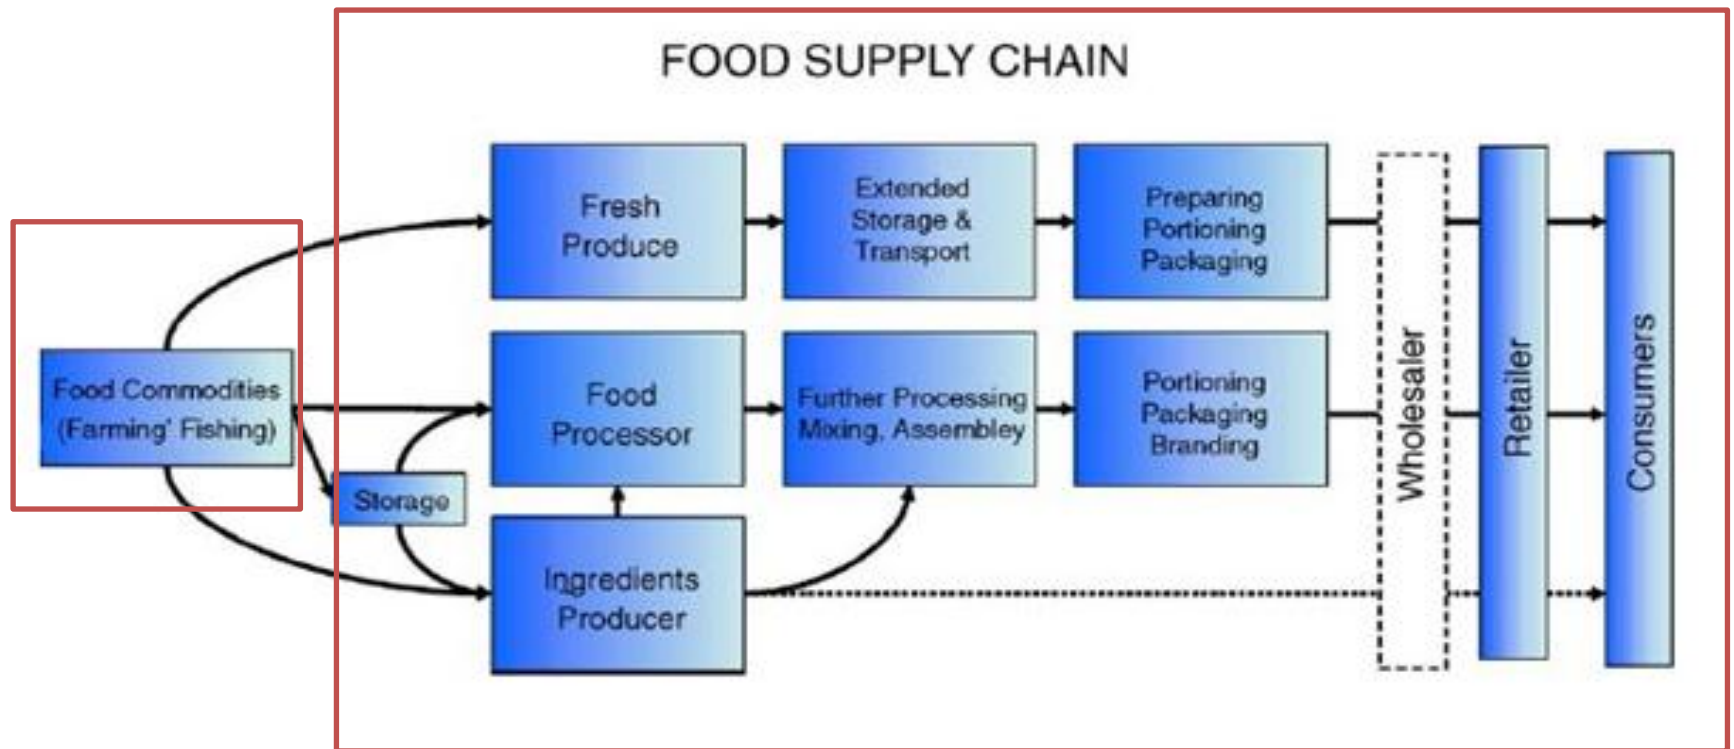 FOOD SUPPLY CHAIN
Fresh
Produce
Extended
Storage &
Transport
Preparing
Portioning
Packaging
Food Commodities
(Farming' Fishing)
Storage
Food
Processor
Further Processing
Mixing, Assembley
Portioning
Packaging
Branding
Ingredients
Producer
Wholesaler
Retailer
Consumers